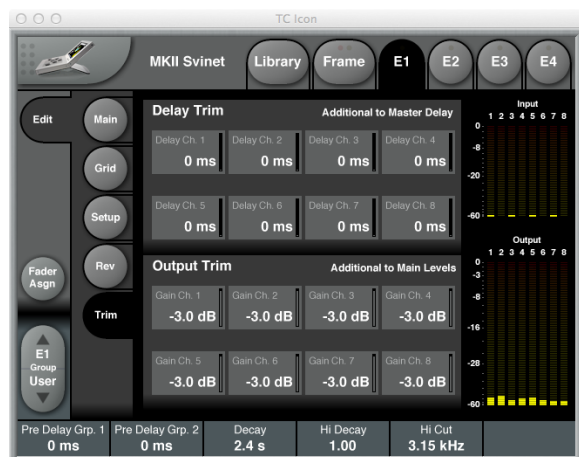 TC Icon
MKII Svinet
Library
Frame
E1
E2
E3
E4
Edit
Main
Grid
Setup
Rev
Trim
Fader
Asgn
E1
Group
User
Delay Trim
Additional to Master Delay
Delay Ch. 1 Delay Ch. 2 Delay Ch. 3 Delay Ch. 4
0 ms 0 ms 0 ms 0 ms
Delay Ch. 5 Delay Ch. 6 Delay Ch. 7 Delay Ch. 8
0 ms 0 ms 0 ms 0 ms
Output Trim
Additional to Main Levels
Gain Ch. 1 Gain Ch. 2 Gain Ch. 3 Gain Ch. 4
-3.0 dB -3.0 dB -3.0 dB -3.0 dB
Gain Ch. 5 Gain Ch. 6 Gain Ch. 7 Gain Ch. 8
-3.0 dB -3.0 dB -3.0 dB -3.0 dB
Input
1 2 3 4 5 6 7 8
0
-8
-20
-60
Output
1 2 3 4 5 6 7 8
0
-3
-8
-16
-28
-60
Pre Delay Grp. 1 Pre Delay Grp. 2 Decay Hi Decay Hi Cut
0 ms 0 ms 2.4 s 1.00 3.15 kHz